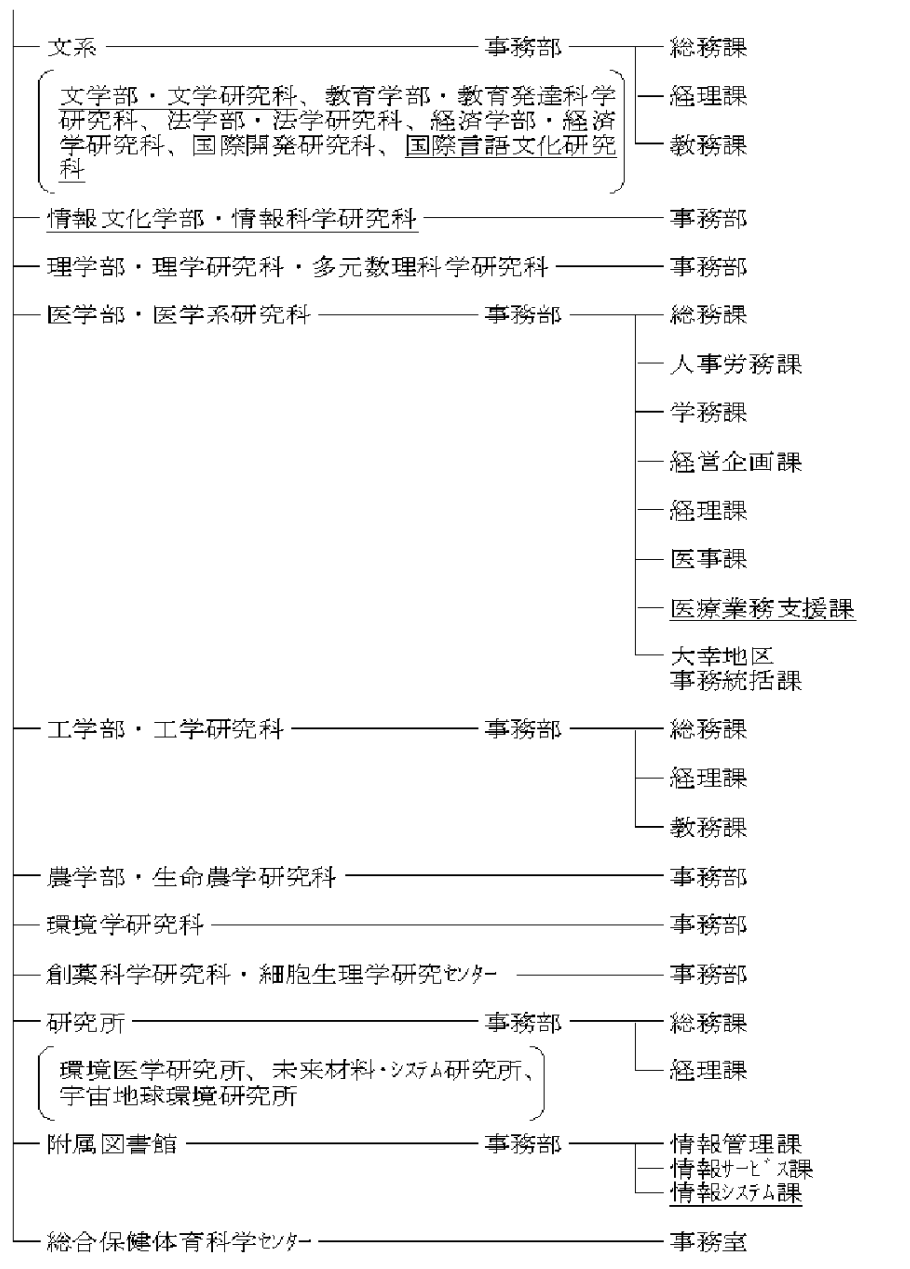 文系 事務部 総務課
文学部・文学研究科、教育学部・教育発達科学 経理課
研究科、法学部・法学研究科、経済学部・経済
学研究科、国際開発研究科、国際言語文化研究 教務課
科
情報文化学部・情報科学研究科 事務部
理学部・理学研究科・多元数理科学研究科 事務部
医学部・医学系研究科 事務部 総務課
人事労務課
学務課
経営企画課
経理課
医事課
医療業務支援課
大幸地区
事務統括課
工学部・工学研究科 事務部 総務課
経理課
教務課
農学部・生命農学研究科 事務部
環境学研究科 事務部
創薬科学研究科・細胞生理学研究ｾﾝﾀｰ 事務部
研究所 事務部 総務課
環境医学研究所、未来材料・ｼｽﾃﾑ研究所、 経理課
宇宙地球環境研究所
附属図書館 事務部 情報管理課
情報ｻｰﾋﾞｽ課
情報ｼｽﾃﾑ課
総合保健体育科学ｾﾝﾀｰ 事務室